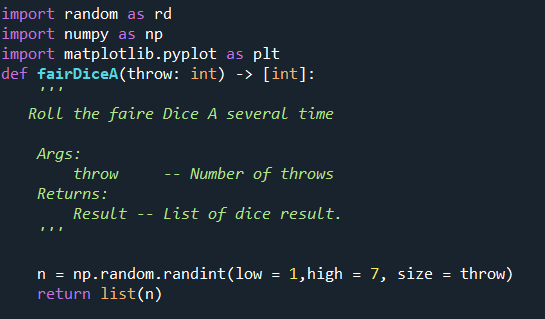 import random as rd
import numpy as np
import matplotlib.pyplot as plt
def fairDiceA(throw: int) -> [int]:
    '''
   Roll the faire Dice A several time

    Args:
        throw     -- Number of throws
    Returns:
        Result -- List of dice result.
    '''

    n = np.random.randint(low = 1,high = 7, size = throw)
    return list(n)